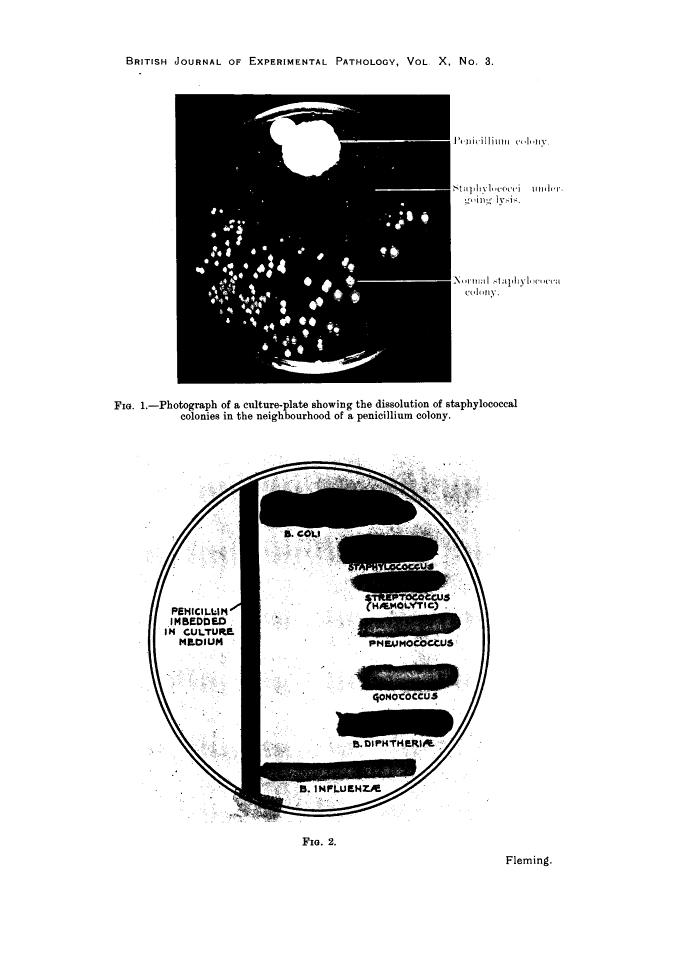 BRITISH JOURNAL OF EXPERIMENTAL PATHOLOGY, VOL. X, NO. 3.
Penicillium colony.
Staphylococci under-
going lysis.
Normal staphylococcal
colony.
FIG. 1.—Photograph of a culture-plate showing the dissolution of staphylococcal
colonies in the neighbourhood of a penicillium colony.
B. COLI
STAPHYLOCOCCUS
STREPTOCOCCUS
(HÆMOLYTIC)
PENICILLIN
IMBEDDED
IN CULTURE
MEDIUM
PNEUMOCOCCUS
GONOCOCCUS
B. DIPHTHERIÆ
B. INFLUENZÆ
FIG. 2.
Fleming.